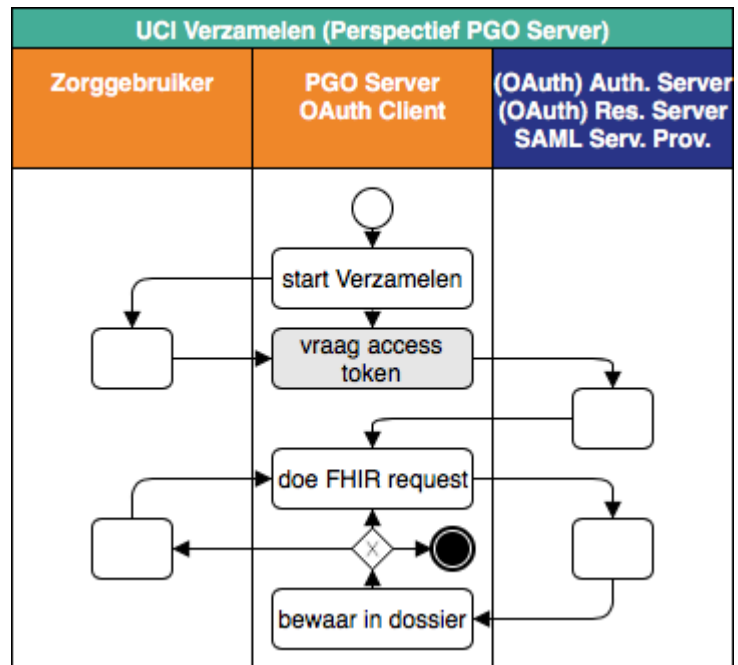 UCI Verzamelen (Perspectief PGO Server)
Zorggebruiker
PGO Server
OAuth Client
(OAuth) Auth. Server
(OAuth) Res. Server
SAML Serv. Prov.
start Verzamelen
vraag access
token
doe FHIR request
X
bewaar in dossier